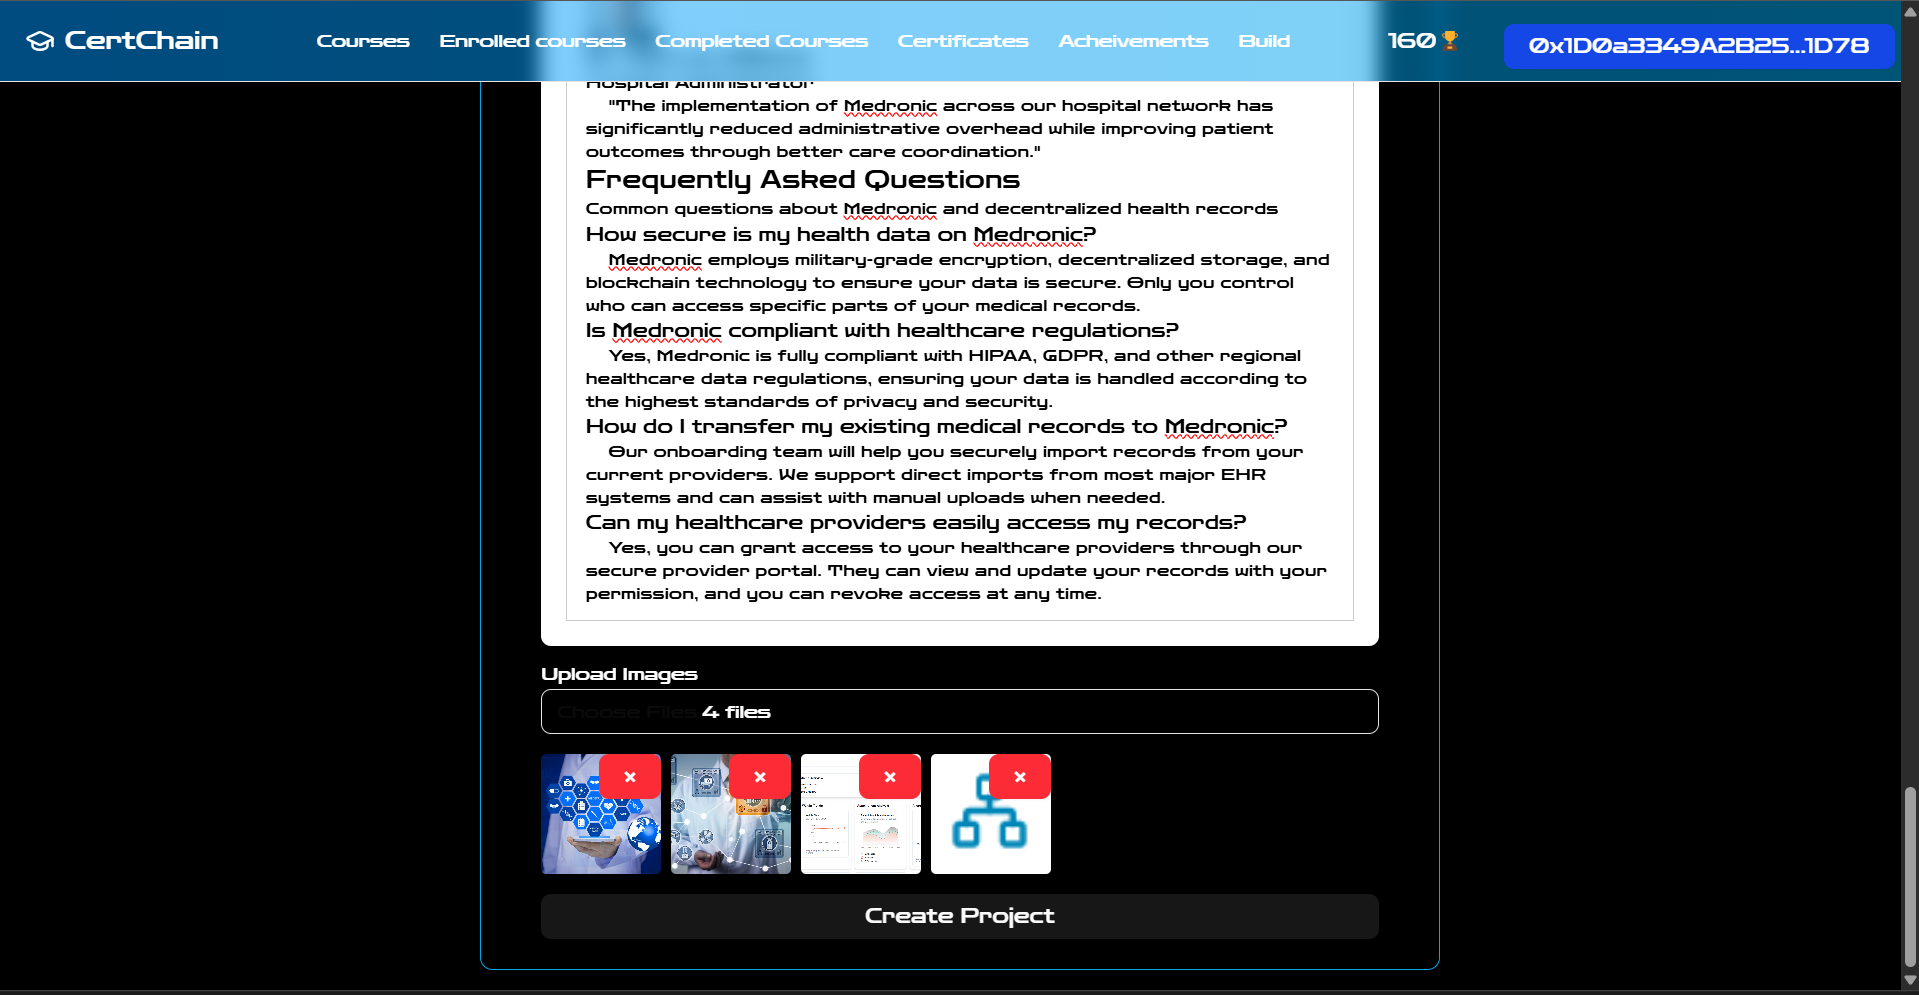 CertChain
Courses Enrolled courses Completed Courses Certificates Acheivements Build
160
0x1D0a3349A2B25...1D78
Hospital Administrator
"The implementation of Medronic across our hospital network has
significantly reduced administrative overhead while improving patient
outcomes through better care coordination."
Frequently Asked Questions
Common questions about Medronic and decentralized health records
How secure is my health data on Medronic?
Medronic employs military-grade encryption, decentralized storage, and
blockchain technology to ensure your data is secure. Only you control
who can access specific parts of your medical records.
Is Medronic compliant with healthcare regulations?
Yes, Medronic is fully compliant with HIPAA, GDPR, and other regional
healthcare data regulations, ensuring your data is handled according to
the highest standards of privacy and security.
How do I transfer my existing medical records to Medronic?
Our onboarding team will help you securely import records from your
current providers. We support direct imports from most major EHR
systems and can assist with manual uploads when needed.
Can my healthcare providers easily access my records?
Yes, you can grant access to your healthcare providers through our
secure provider portal. They can view and update your records with your
permission, and you can revoke access at any time.
Upload Images
Choose Files 4 files
Create Project